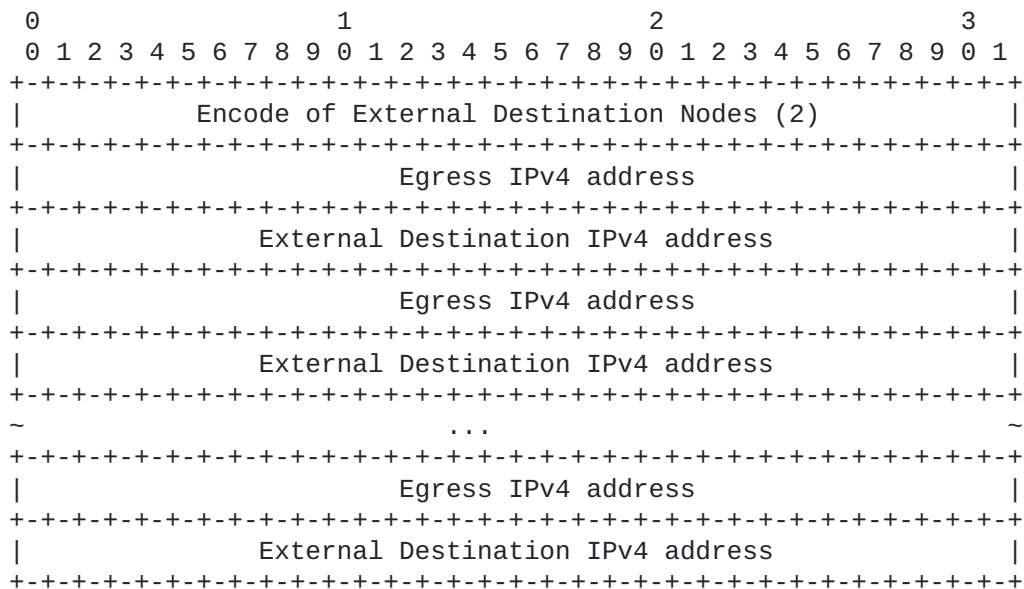 0                   1                   2                   3
 0 1 2 3 4 5 6 7 8 9 0 1 2 3 4 5 6 7 8 9 0 1 2 3 4 5 6 7 8 9 0 1
+-+-+-+-+-+-+-+-+-+-+-+-+-+-+-+-+-+-+-+-+-+-+-+-+-+-+-+-+-+-+-+-+
|           Encode of External Destination Nodes (2)            |
+-+-+-+-+-+-+-+-+-+-+-+-+-+-+-+-+-+-+-+-+-+-+-+-+-+-+-+-+-+-+-+-+
|                        Egress IPv4 address                    |
+-+-+-+-+-+-+-+-+-+-+-+-+-+-+-+-+-+-+-+-+-+-+-+-+-+-+-+-+-+-+-+-+
|               External Destination IPv4 address               |
+-+-+-+-+-+-+-+-+-+-+-+-+-+-+-+-+-+-+-+-+-+-+-+-+-+-+-+-+-+-+-+-+
|                        Egress IPv4 address                    |
+-+-+-+-+-+-+-+-+-+-+-+-+-+-+-+-+-+-+-+-+-+-+-+-+-+-+-+-+-+-+-+-+
|               External Destination IPv4 address               |
+-+-+-+-+-+-+-+-+-+-+-+-+-+-+-+-+-+-+-+-+-+-+-+-+-+-+-+-+-+-+-+-+
~                           ...                                 ~
+-+-+-+-+-+-+-+-+-+-+-+-+-+-+-+-+-+-+-+-+-+-+-+-+-+-+-+-+-+-+-+-+
|                        Egress IPv4 address                    |
+-+-+-+-+-+-+-+-+-+-+-+-+-+-+-+-+-+-+-+-+-+-+-+-+-+-+-+-+-+-+-+-+
|               External Destination IPv4 address               |
+-+-+-+-+-+-+-+-+-+-+-+-+-+-+-+-+-+-+-+-+-+-+-+-+-+-+-+-+-+-+-+-+